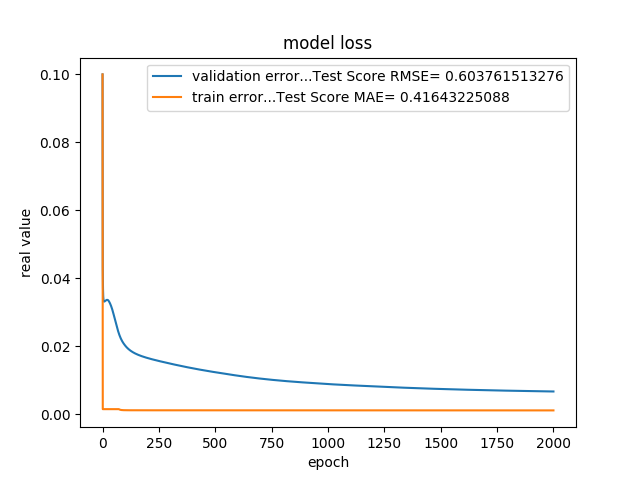 model loss
validation error...Test Score RMSE= 0.603761513276
train error...Test Score MAE= 0.41643225088
real value
0.10
0.08
0.06
0.04
0.02
0.00
0 250 500 750 1000 1250 1500 1750 2000
epoch